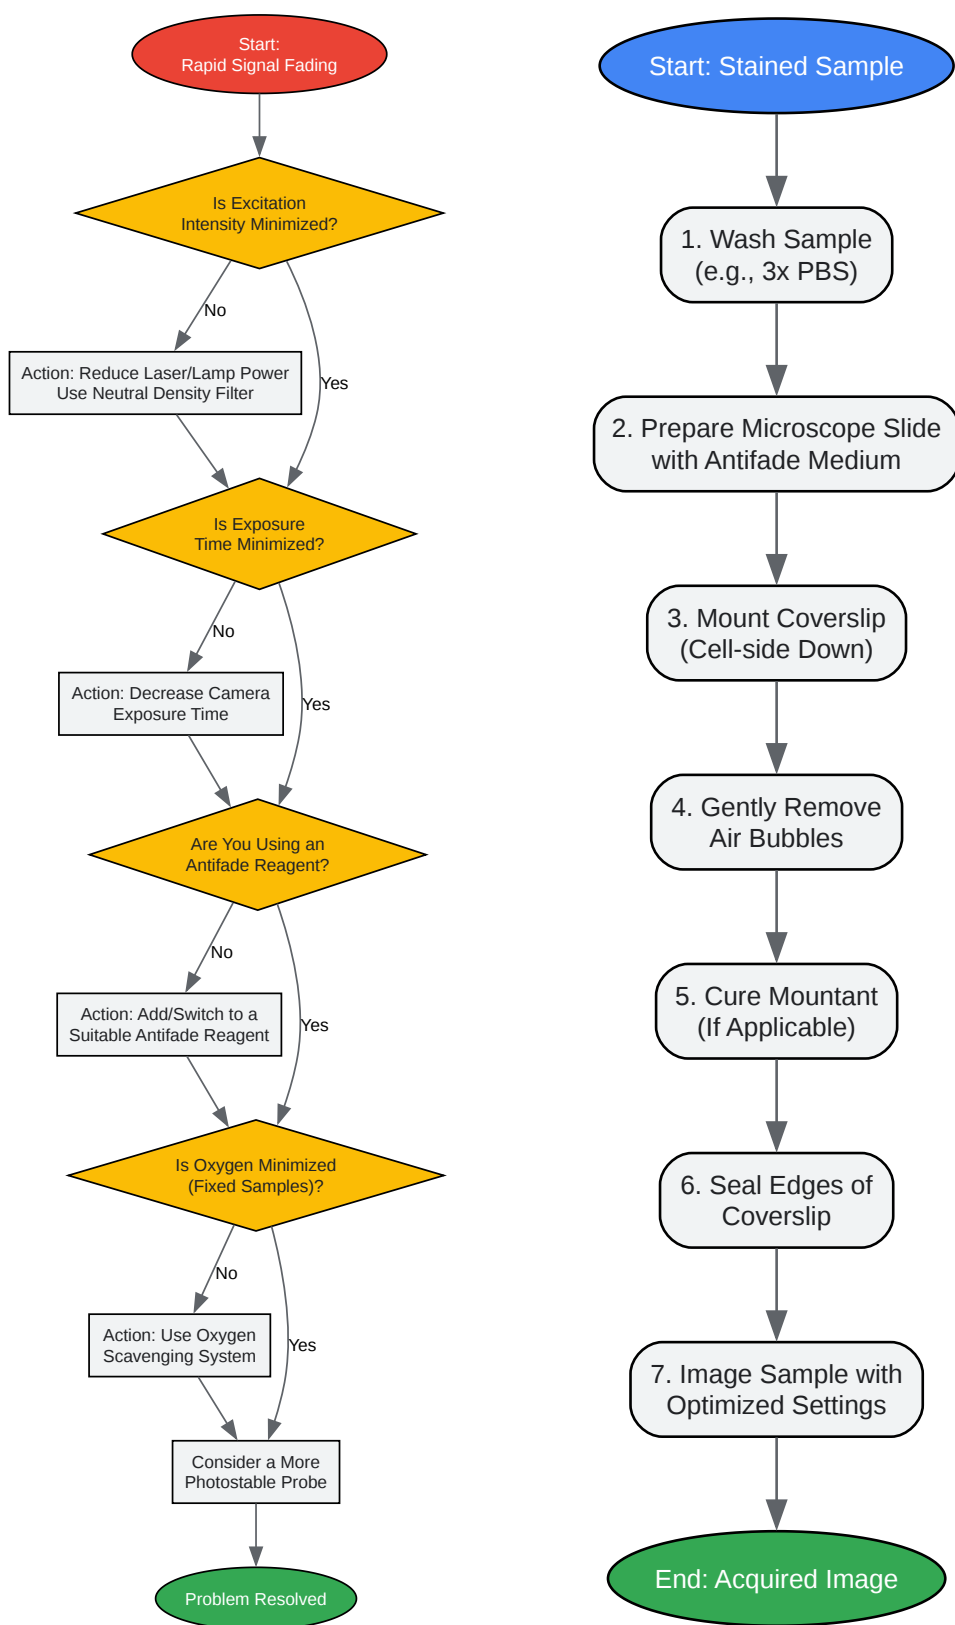 Start:
Rapid Signal Fading
Is Excitation
Intensity Minimized?
No
Yes
Action: Reduce Laser/Lamp Power
Use Neutral Density Filter
Is Exposure
Time Minimized?
No
Yes
Action: Decrease Camera
Exposure Time
Are You Using an
Antifade Reagent?
No
Yes
Action: Add/Switch to a
Suitable Antifade Reagent
Is Oxygen Minimized
(Fixed Samples)?
No
Yes
Action: Use Oxygen
Scavenging System
Consider a More
Photostable Probe
Problem Resolved
Start: Stained Sample
1. Wash Sample
(e.g., 3x PBS)
2. Prepare Microscope Slide
with Antifade Medium
3. Mount Coverslip
(Cell-side Down)
4. Gently Remove
Air Bubbles
5. Cure Mountant
(If Applicable)
6. Seal Edges of
Coverslip
7. Image Sample with
Optimized Settings
End: Acquired Image